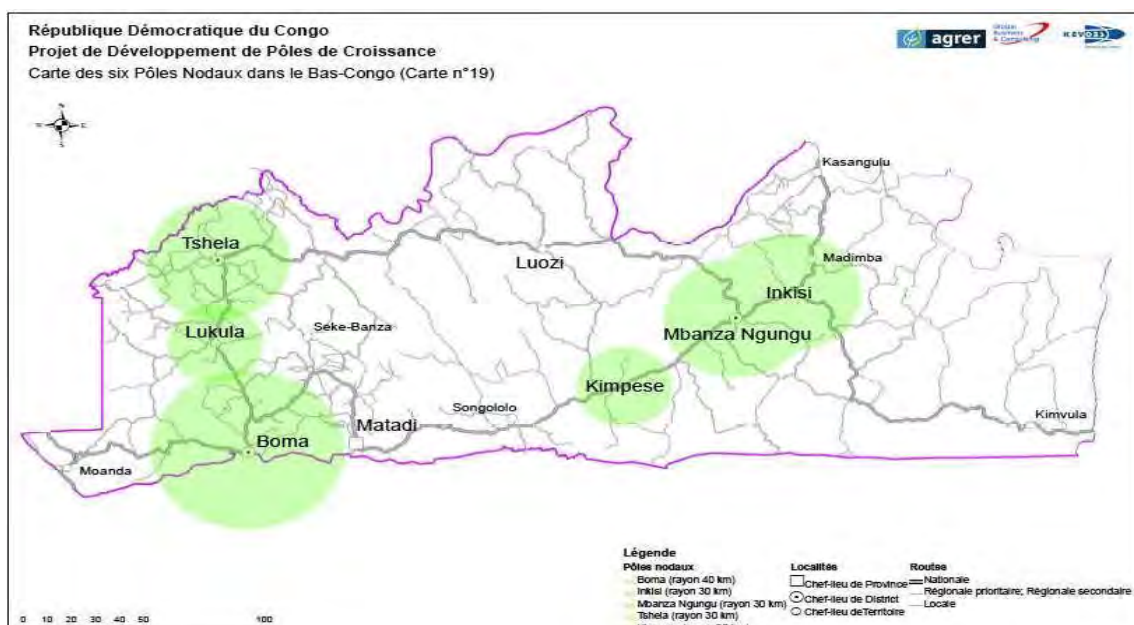 République Démocratique du Congo
Projet de Développement de Pôles de Croissance
Carte des six Pôles Nodaux dans le Bas-Congo (Carte n°19)
agrer
N
E
S
Kasangulu
Tshela
Luozi
Madimba
Inkisi
Lukula
Seke-Banza
Mbanza Ngungu
Kimpese
Songololo
Matadi
Kimvula
Boma
Moanda
Légende
Pôles nodaux
Boma (rayon 40 km)
Inkisi (rayon 30 km)
Mbanza Ngungu (rayon 30 km)
Tshela (rayon 30 km)
Localités
Chef-lieu de Province
Chef-lieu de District
Chef-lieu de Territoire
Routes
Nationale
Régionale prioritaire; Régionale secondaire
Locale
0 10 20 30 40 50 60 100